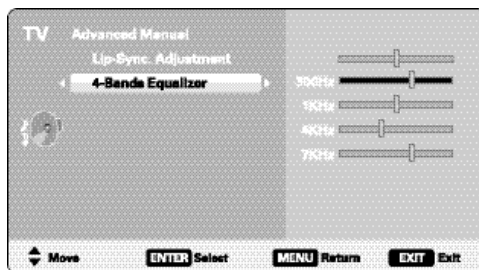 TV Advanced Manual
Lip-Sync. Adjustment
4-Bands Equalizer
300Hz
1KHz
4KHz
7KHz
Move ENTER Select MENU Return EXIT Exit